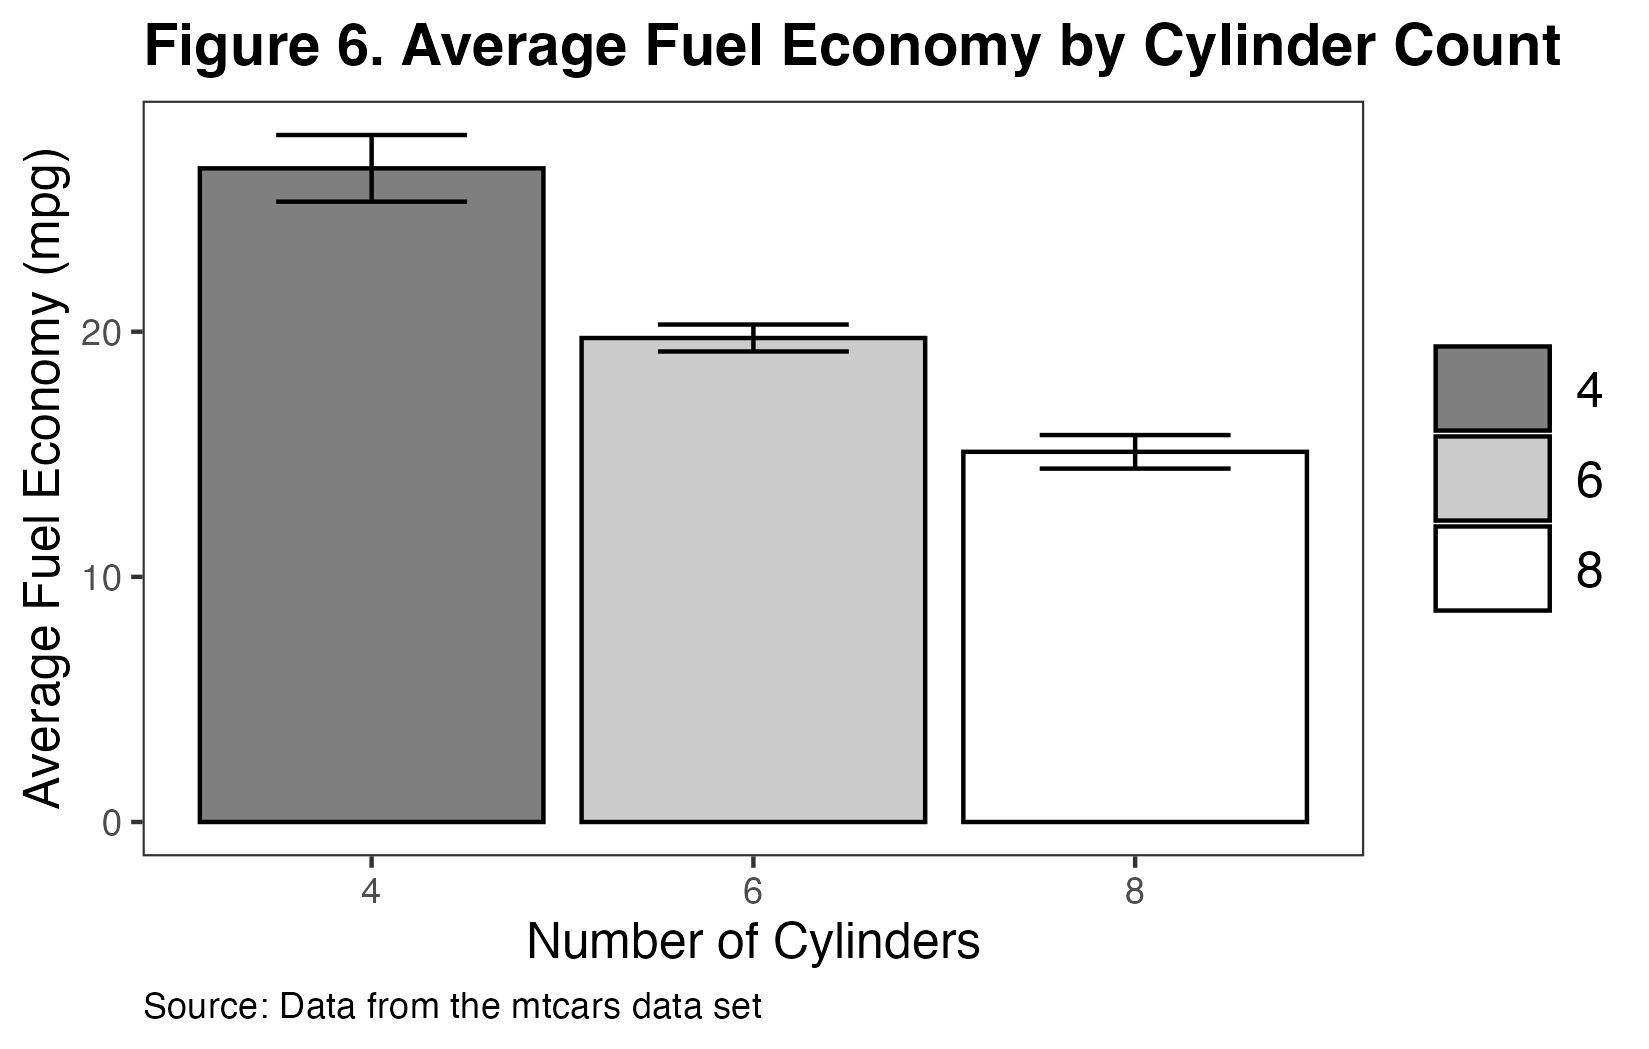 Figure 6. Average Fuel Economy by Cylinder Count
Average Fuel Economy (mpg)
20
10
0
4
6
8
Number of Cylinders
4
6
8
Source: Data from the mtcars data set